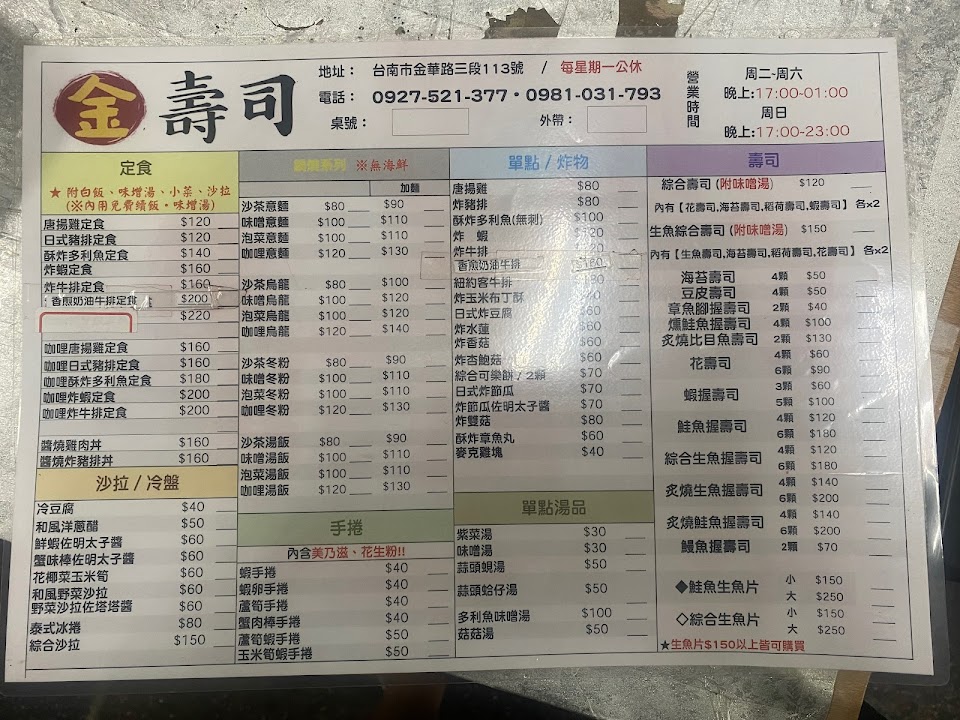 金壽司
地址： 台南市金華路三段113號 / 每星期一公休
電話： 0927-521-377・0981-031-793
桌號： 外帶：
營業時間
周二~周六
晚上:17:00-01:00
周日
晚上:17:00-23:00
定食
★ 附白飯、味增湯、小菜、沙拉
(※內用免費續飯・味增湯)
唐揚雞定食 $120
日式豬排定食 $120
酥炸多利魚定食 $140
炸蝦定食 $160
炸牛排定食 $160
香煎奶油牛排定食 $200
$220
咖哩唐揚雞定食 $160
咖哩日式豬排定食 $160
咖哩酥炸多利魚定食 $180
咖哩炸蝦定食 $200
咖哩炸牛排定食 $200
醬燒雞肉丼 $160
醬燒炸豬排丼 $160
沙拉 / 冷盤
冷豆腐 $40
和風洋蔥醋 $50
鮮蝦佐明太子醬 $60
蟹味棒佐明太子醬 $60
花椰菜玉米筍 $60
和風野菜沙拉 $60
野菜沙拉佐塔塔醬 $60
泰式冰捲 $80
綜合沙拉 $150
鍋燒系列 ※無海鮮
加麵
沙茶意麵 $80 $90
味噌意麵 $100 $110
泡菜意麵 $100 $110
咖哩意麵 $120 $130
沙茶烏龍 $80 $100
味噌烏龍 $100 $120
泡菜烏龍 $100 $110
咖哩烏龍 $120 $140
沙茶冬粉 $80 $90
味噌冬粉 $100 $110
泡菜冬粉 $100 $110
咖哩冬粉 $120 $130
沙茶湯飯 $80 $90
味噌湯飯 $100 $110
泡菜湯飯 $100 $110
咖哩湯飯 $120 $130
手捲
內含美乃滋、花生粉!!
蝦手捲 $40
蝦卵手捲 $40
蘆筍手捲 $40
蟹肉棒手捲 $40
蘆筍蝦手捲 $50
玉米筍蝦手捲 $50
單點 / 炸物
唐揚雞 $80
炸豬排 $80
酥炸多利魚(無刺) $100
炸 蝦 $120
炸牛排 $120
香煎奶油牛排 $160
紐約客牛排
炸玉米布丁酥
日式炸豆腐 $60
炸水蓮 $60
炸香菇 $60
炸杏鮑菇 $60
綜合可樂餅 / 2顆 $70
日式炸節瓜 $70
炸節瓜佐明太子醬 $70
炸雙菇 $80
酥炸章魚丸 $60
麥克雞塊 $40
單點湯品
紫菜湯 $30
味噌湯 $30
蒜頭蜆湯 $50
蒜頭蛤仔湯 $50
多利魚味噌湯 $100
菇菇湯 $50
壽司
綜合壽司 (附味噌湯) $120
內有【花壽司,海苔壽司,稻荷壽司,蝦壽司】 各x2
生魚綜合壽司 (附味噌湯) $150
內有【生魚壽司,海苔壽司,稻荷壽司,花壽司】 各x2
海苔壽司 4顆 $50
豆皮壽司 4顆 $50
章魚腳握壽司 2顆 $40
燻鮭魚握壽司 4顆 $100
炙燒比目魚壽司 2顆 $130
花壽司 4顆 $60
6顆 $90
蝦握壽司 3顆 $60
5顆 $100
鮭魚握壽司 4顆 $120
6顆 $180
綜合生魚握壽司 4顆 $120
6顆 $180
炙燒生魚握壽司 4顆 $140
6顆 $200
炙燒鮭魚握壽司 4顆 $140
6顆 $200
鰻魚握壽司 2顆 $70
◆鮭魚生魚片 小 $150
大 $250
◇綜合生魚片 小 $150
大 $250
★生魚片$150以上皆可購買